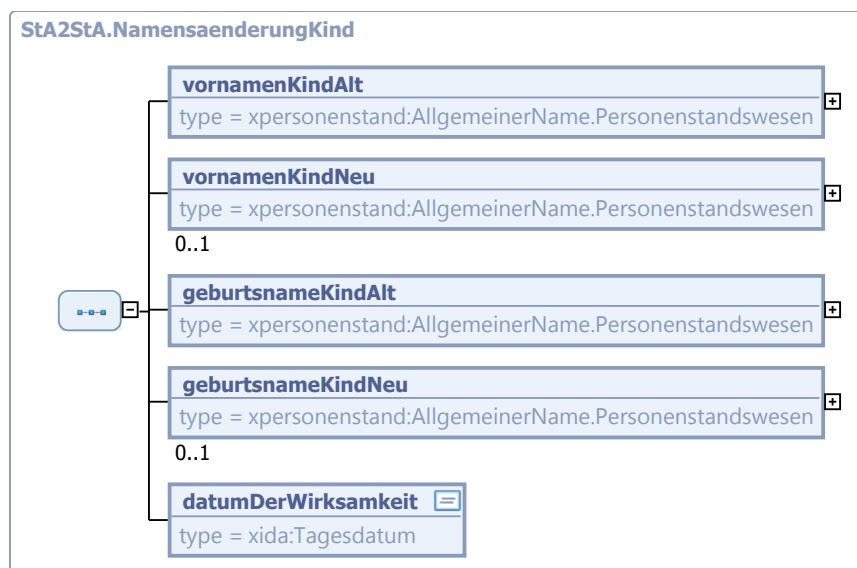 StA2StA.NamensaenderungKind
vornamenKindAlt
type = xpersonenstand:AllgemeinerName.Personenstandswesen
vornamenKindNeu
type = xpersonenstand:AllgemeinerName.Personenstandswesen
0..1
geburtsnameKindAlt
type = xpersonenstand:AllgemeinerName.Personenstandswesen
geburtsnameKindNeu
type = xpersonenstand:AllgemeinerName.Personenstandswesen
0..1
datumDerWirksamkeit
type = xida:Tagesdatum